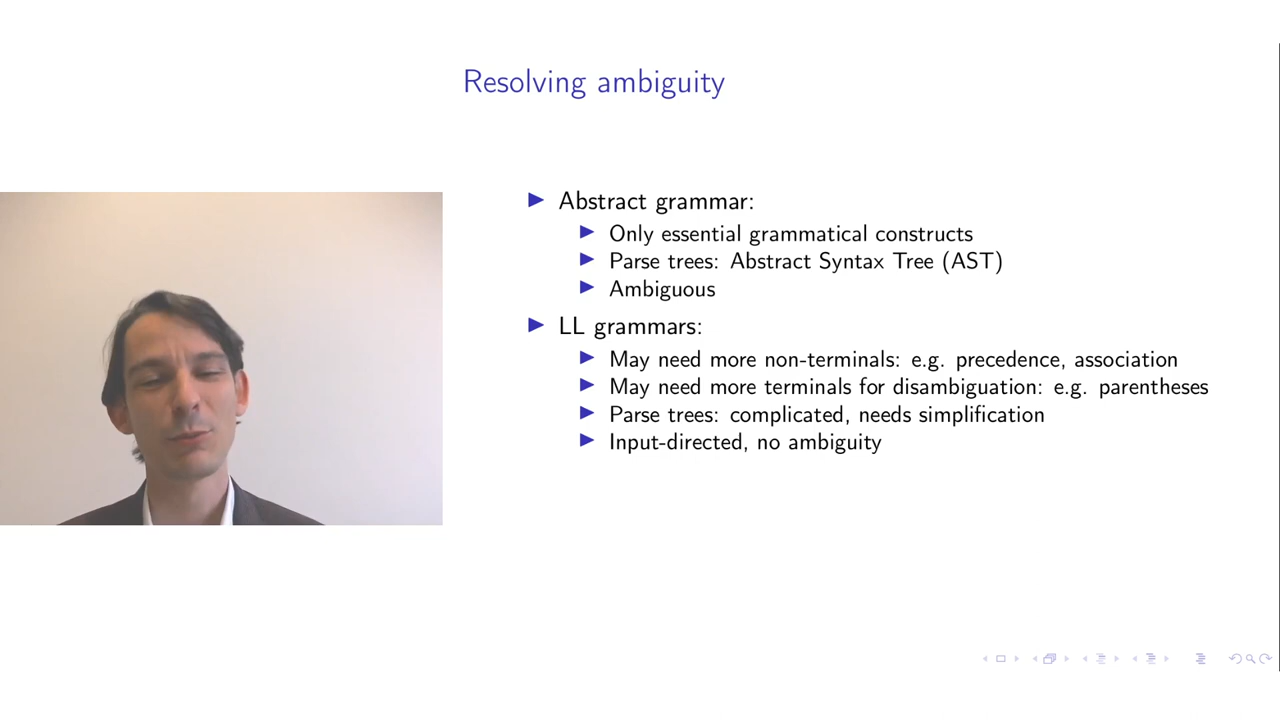 Resolving ambiguity
Abstract grammar:
Only essential grammatical constructs
Parse trees: Abstract Syntax Tree (AST)
Ambiguous
LL grammars:
May need more non-terminals: e.g. precedence, association
May need more terminals for disambiguation: e.g. parentheses
Parse trees: complicated, needs simplification
Input-directed, no ambiguity